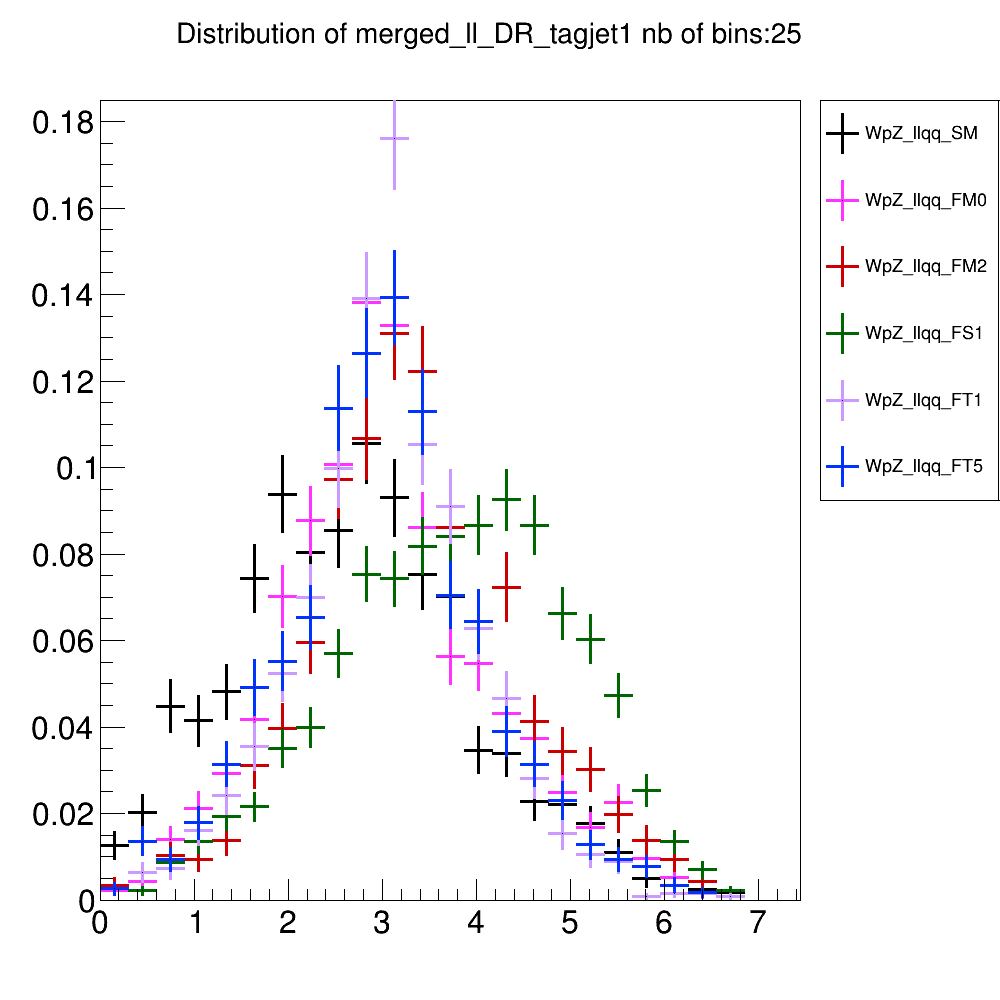 Distribution of merged_ll_DR_tagjet1 nb of bins:25
0.18
0.16
0.14
0.12
0.1
0.08
0.06
0.04
0.02
0
0 1 2 3 4 5 6 7
WpZ_llqq_SM
WpZ_llqq_FM0
WpZ_llqq_FM2
WpZ_llqq_FS1
WpZ_llqq_FT1
WpZ_llqq_FT5